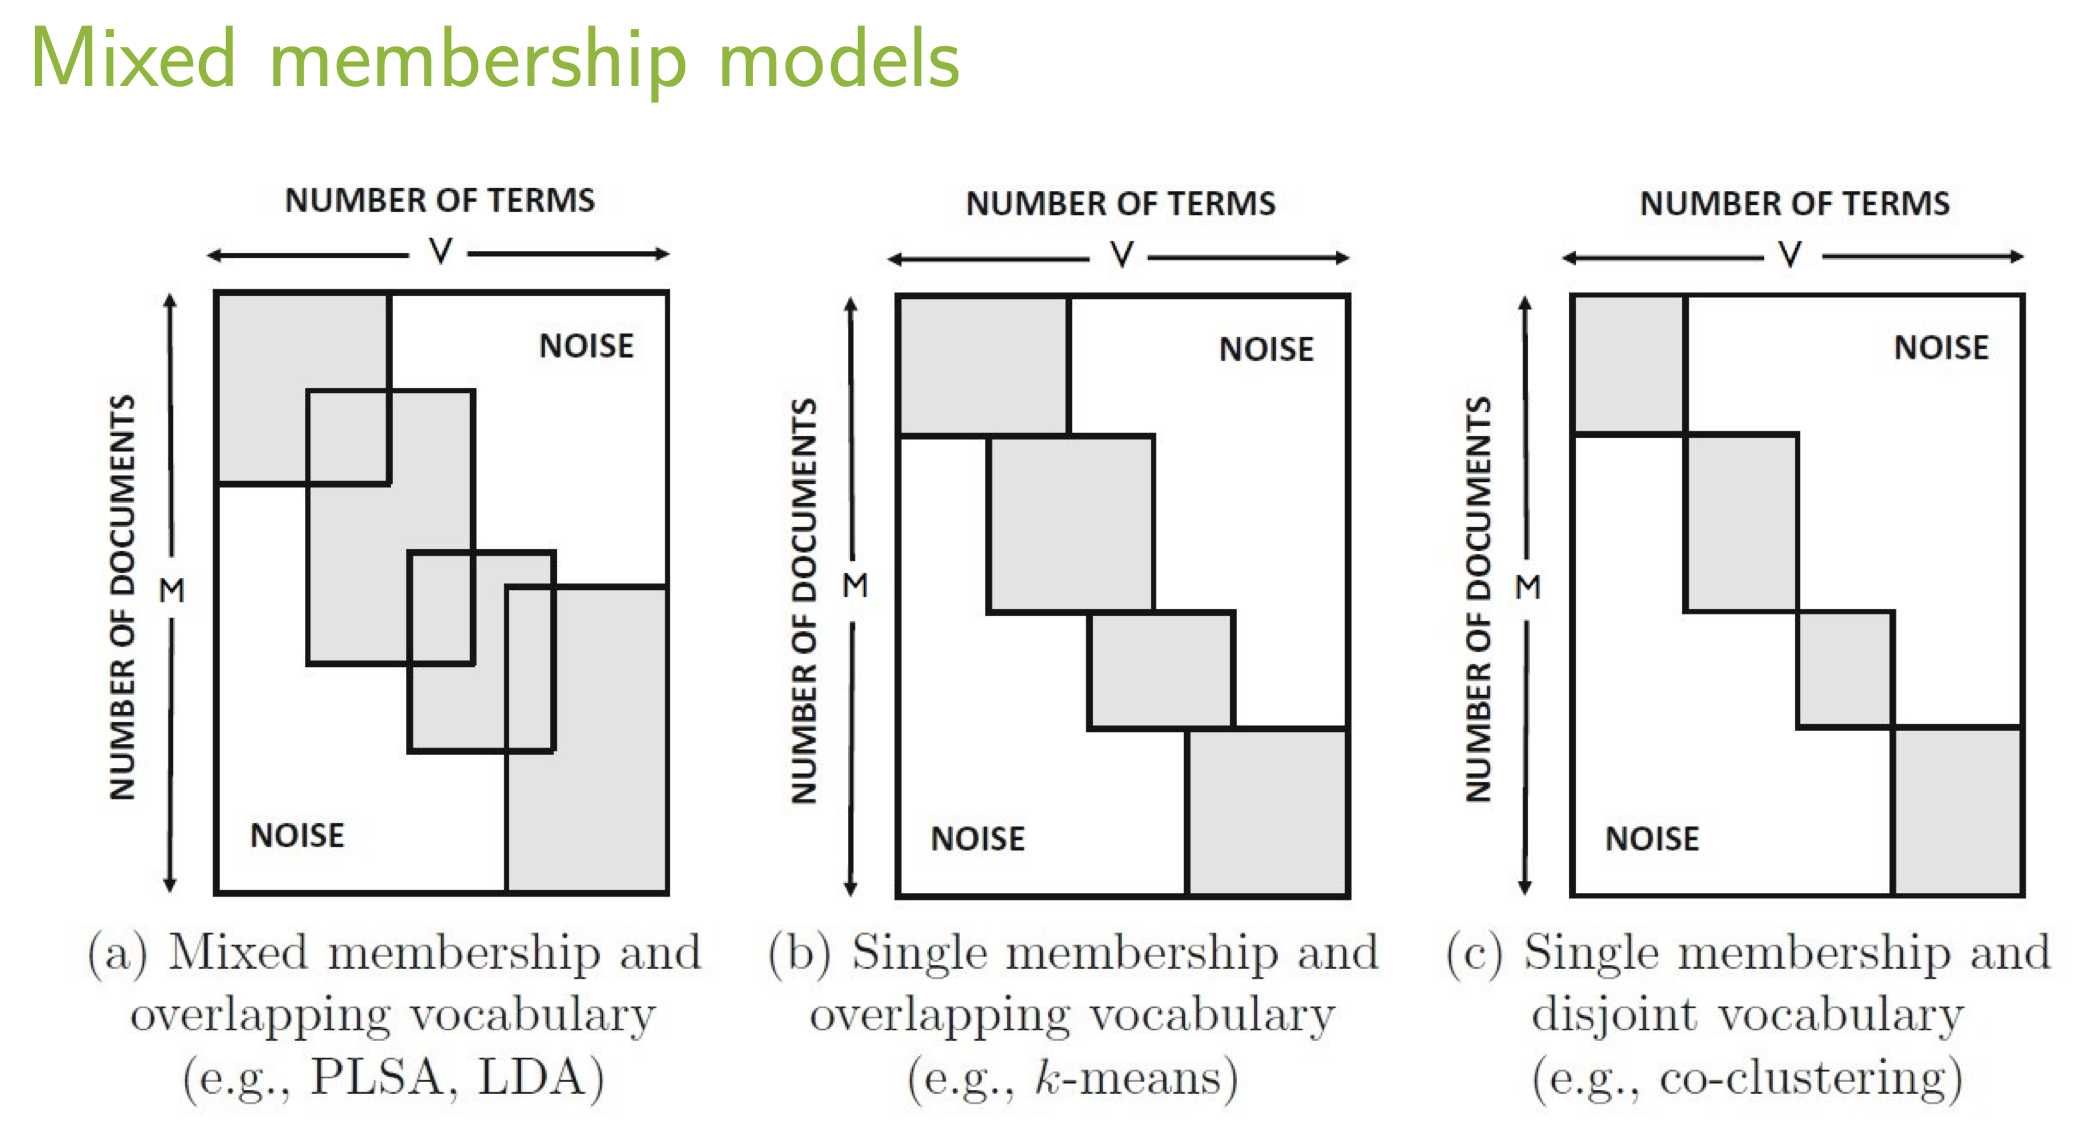 Mixed membership models
NUMBER OF TERMS
V
NUMBER OF DOCUMENTS
M
NOISE
NOISE
(a) Mixed membership and
overlapping vocabulary
(e.g., PLSA, LDA)
NUMBER OF TERMS
V
NUMBER OF DOCUMENTS
M
NOISE
NOISE
(b) Single membership and
overlapping vocabulary
(e.g., k-means)
NUMBER OF TERMS
V
NUMBER OF DOCUMENTS
M
NOISE
NOISE
(c) Single membership and
disjoint vocabulary
(e.g., co-clustering)